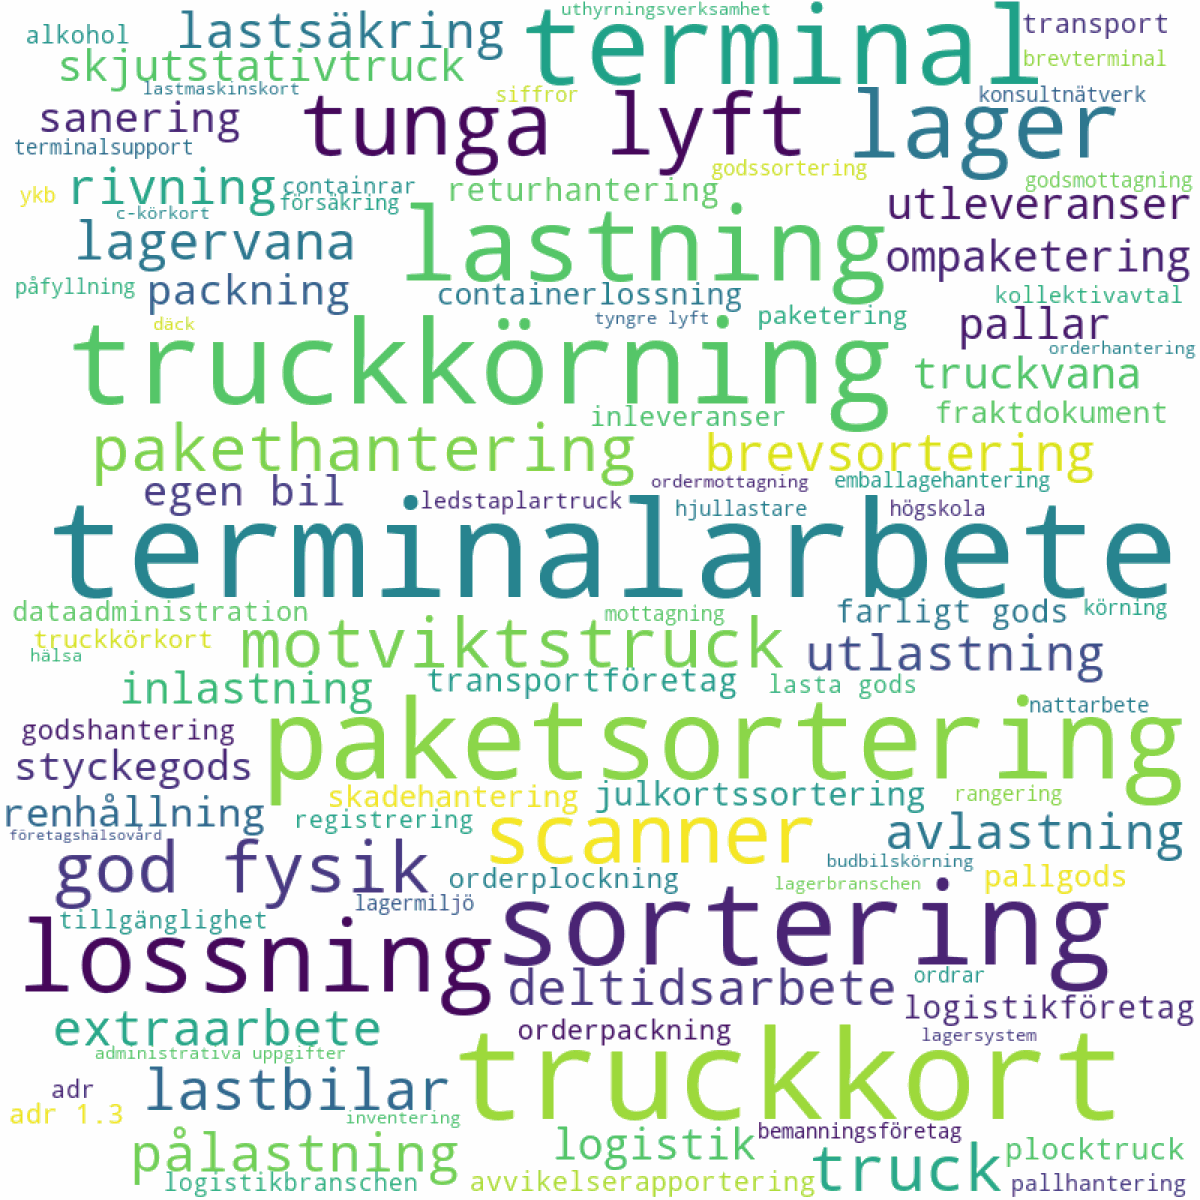 uthyrningsverksamhet
alkohol
lastsäkring
terminal
transport
skjutstativtruck
brevterminal
lastmaskinskort
siffror
konsultnätverk
sanering
tunga lyft
lager
terminalsupport
godssortering
ykb
rivning
containrar
returhantering
godsmottagning
försäkring
utleveranser
c-körkort
lastning
lagervana
ompaketering
påfyllning
packning
containerlossning
kollektivavtal
däck
tyngre lyft
paketering
pallar
truckkörning
orderhantering
truckvana
inleveranser
fraktdokument
pakethantering
brevsortering
egen bil
ledstaplartruck
ordermottagning
emballagehantering
hjullastare
högskola
terminalarbete
dataadministration
mottagning
farligt gods
körning
truckkörkort
motviktstruck
utlastning
hälsa
inlastning
transportföretag
lasta gods
nattarbete
godshantering
paketsortering
styckegods
skadehantering
julkortssortering
rangering
renhållning
registrering
scanner
avlastning
företagshälsovård
god fysik
budbilskörning
orderplockning
lagerbranschen
pallgods
lagermiljö
tillgänglighet
sortering
lossning
deltidsarbete
ordrar
logistikföretag
extraarbete
orderpackning
lagersystem
administrativa uppgifter
truckkort
adr
lastbilar
adr 1.3
inventering
bemanningsföretag
pålastning
logistik
plocktruck
logistikbranschen
avvikelserapportering
truck
pallhantering